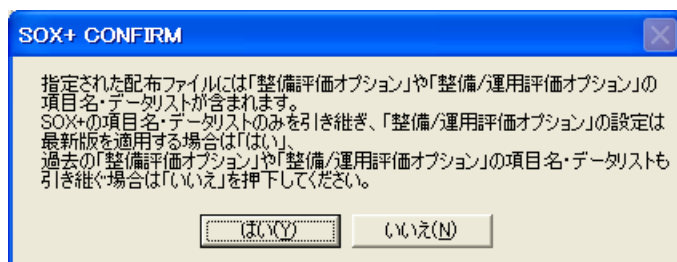 SOX+ CONFIRM
指定された配布ファイルには「整備評価オプション」や「整備/運用評価オプション」の
項目名・データリストが含まれます。
SOX+の項目名・データリストのみを引き継ぎ、「整備/運用評価オプション」の設定は
最新版を適用する場合は「はい」、
過去の「整備評価オプション」や「整備/運用評価オプション」の項目名・データリストも
引き継ぐ場合は「いいえ」を押下してください。
はい(Y) いいえ(N)